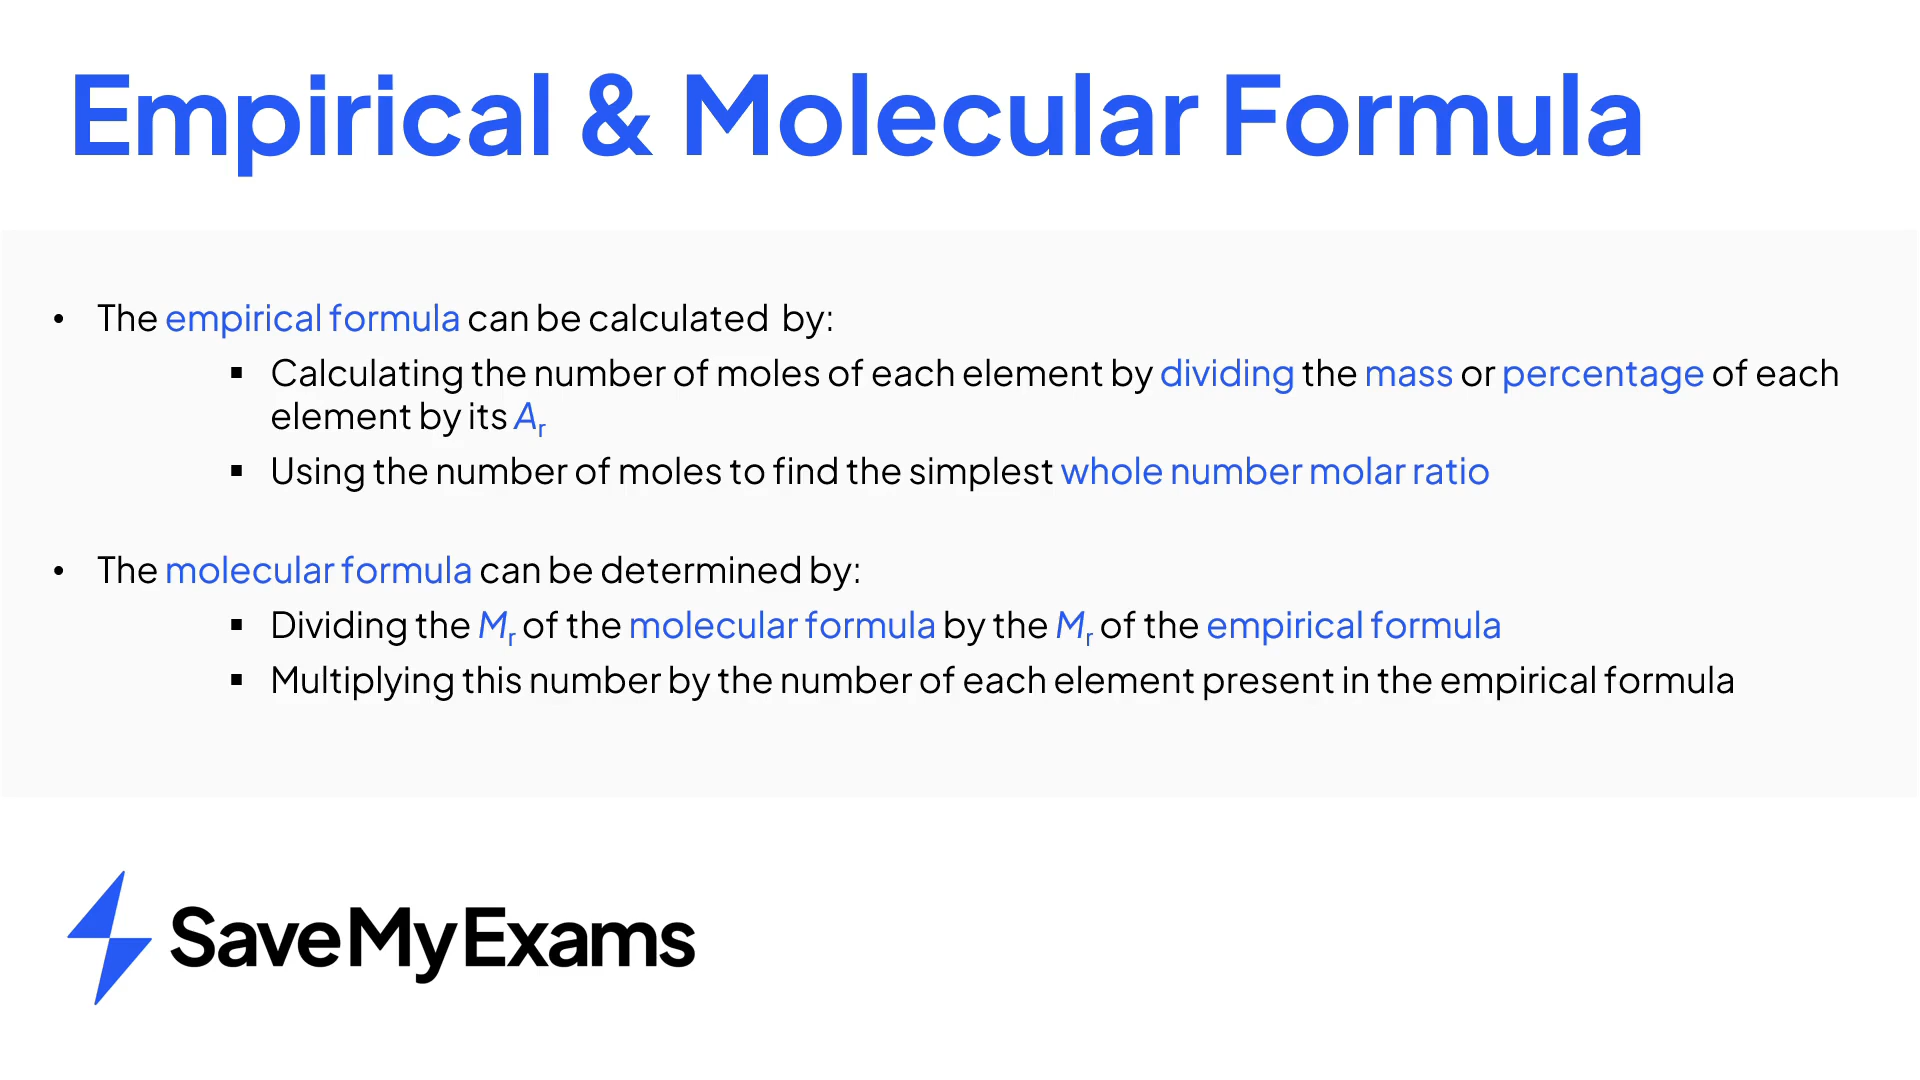 Empirical & Molecular Formula
• The empirical formula can be calculated by:
▪ Calculating the number of moles of each element by dividing the mass or percentage of each
element by its Ar
▪ Using the number of moles to find the simplest whole number molar ratio
• The molecular formula can be determined by:
▪ Dividing the Mr of the molecular formula by the Mr of the empirical formula
▪ Multiplying this number by the number of each element present in the empirical formula
SaveMyExams